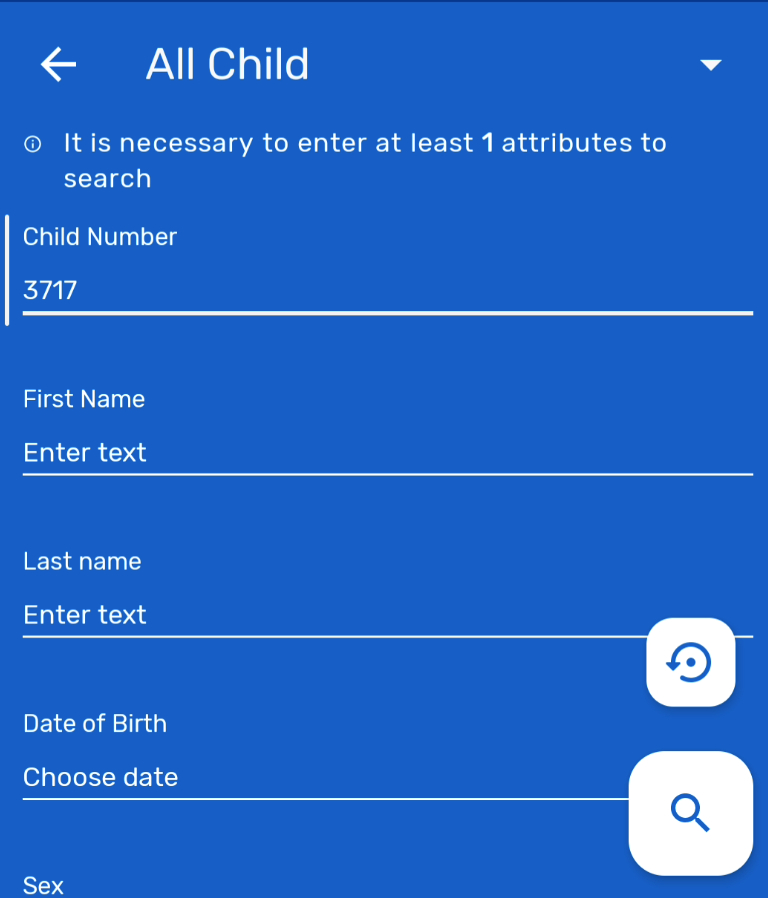 All Child
It is necessary to enter at least 1 attributes to
search
Child Number
3717
First Name
Enter text
Last name
Enter text
Date of Birth
Choose date
Sex